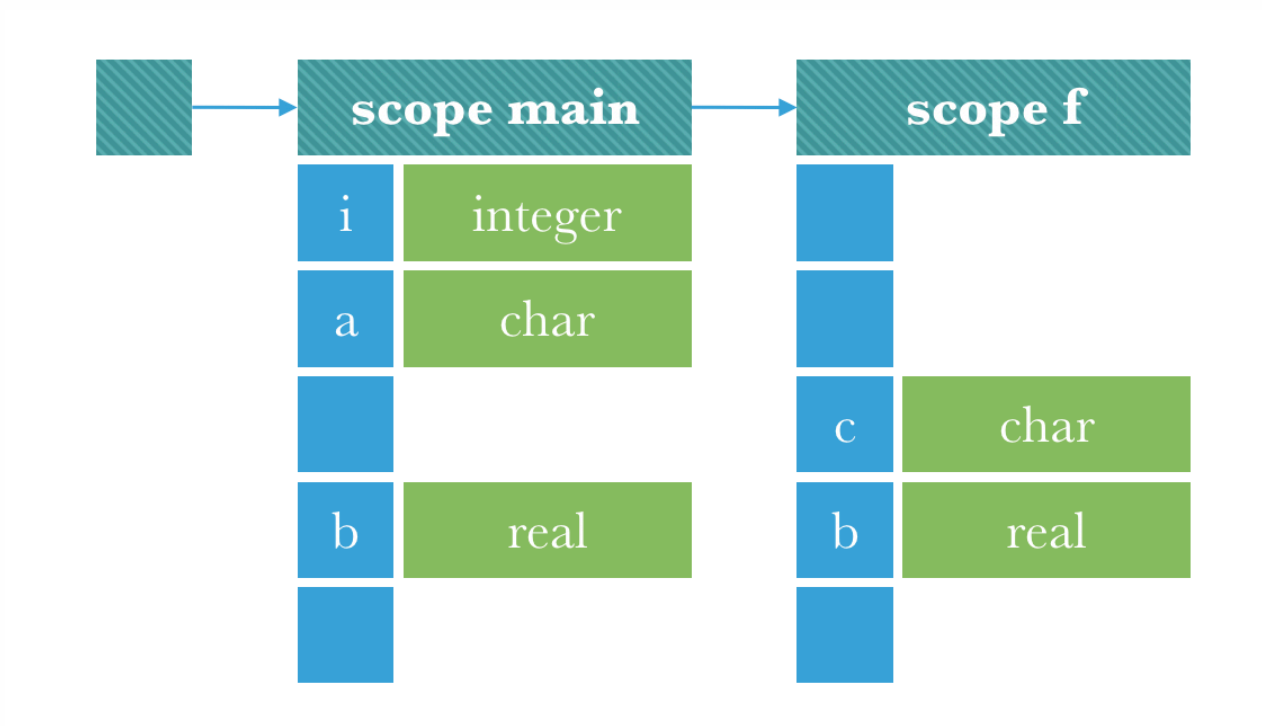 scope main
scope f
i
integer
a
char
c
char
b
real
b
real